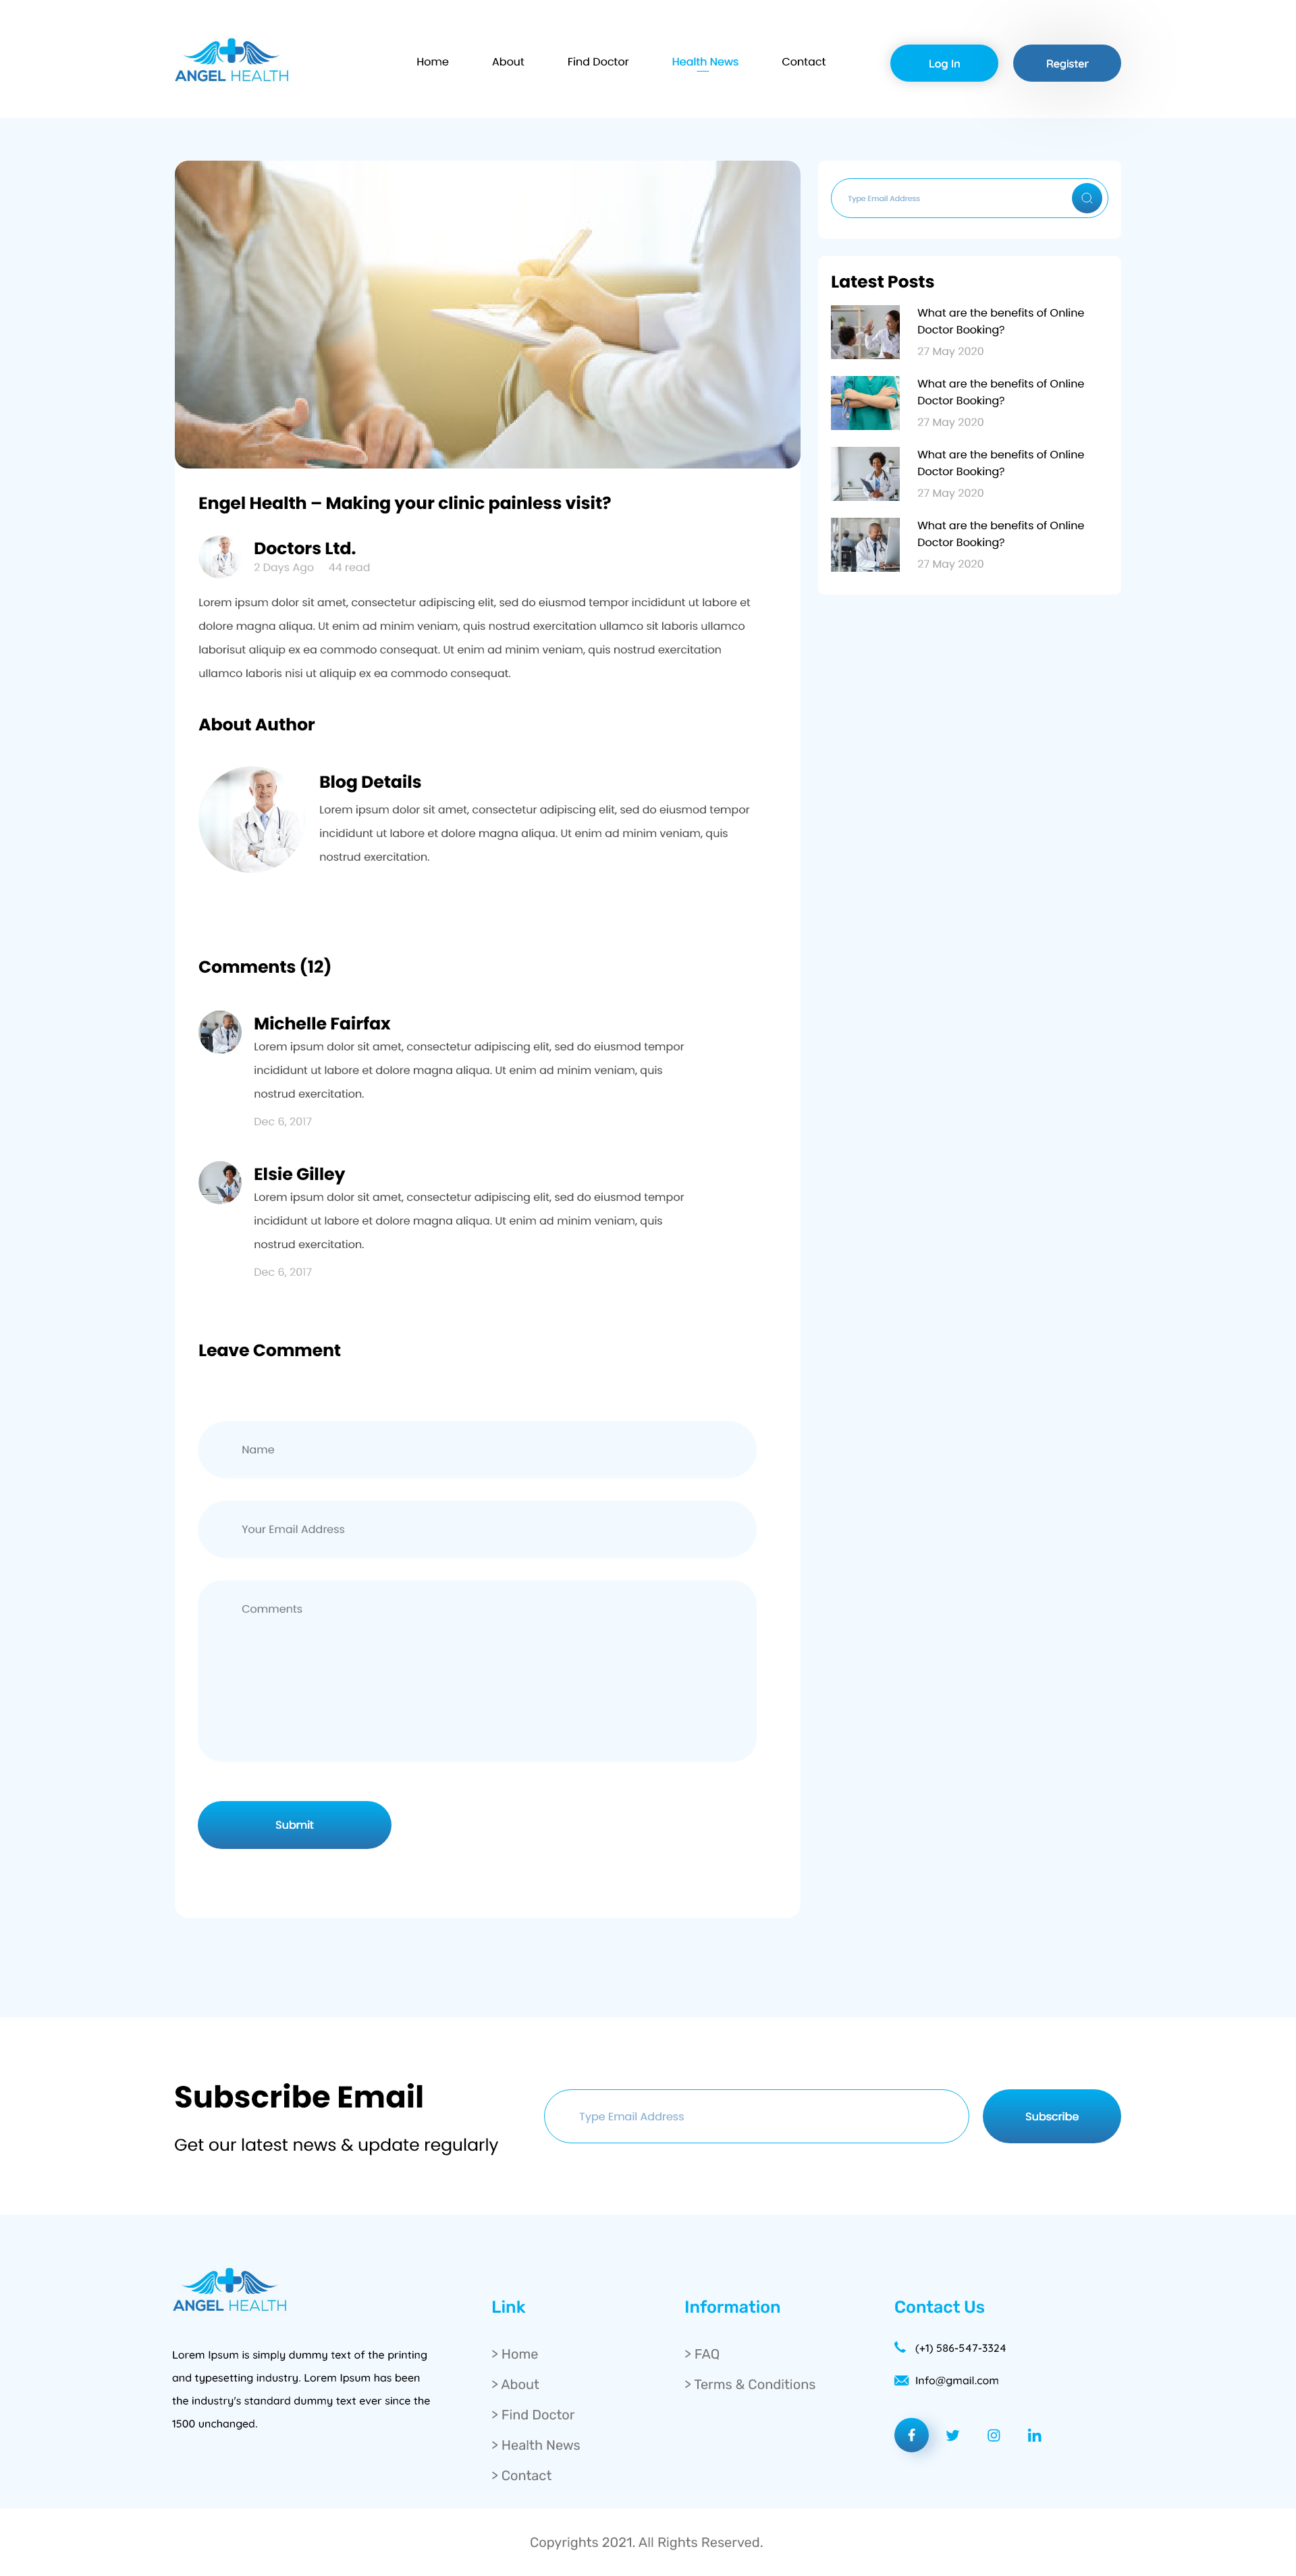 ANGEL HEALTH
Home About Find Doctor Health News Contact Log In Register
Engel Health – Making your clinic painless visit?
Doctors Ltd.
2 Days Ago 44 read
Lorem ipsum dolor sit amet, consectetur adipiscing elit, sed do eiusmod tempor incididunt ut labore et
dolore magna aliqua. Ut enim ad minim veniam, quis nostrud exercitation ullamco sit laboris ullamco
laborisut aliquip ex ea commodo consequat. Ut enim ad minim veniam, quis nostrud exercitation
ullamco laboris nisi ut aliquip ex ea commodo consequat.
About Author
Blog Details
Lorem ipsum dolor sit amet, consectetur adipiscing elit, sed do eiusmod tempor
incididunt ut labore et dolore magna aliqua. Ut enim ad minim veniam, quis
nostrud exercitation.
Comments (12)
Michelle Fairfax
Lorem ipsum dolor sit amet, consectetur adipiscing elit, sed do eiusmod tempor
incididunt ut labore et dolore magna aliqua. Ut enim ad minim veniam, quis
nostrud exercitation.
Dec 6, 2017
Elsie Gilley
Lorem ipsum dolor sit amet, consectetur adipiscing elit, sed do eiusmod tempor
incididunt ut labore et dolore magna aliqua. Ut enim ad minim veniam, quis
nostrud exercitation.
Dec 6, 2017
Leave Comment
Name
Your Email Address
Comments
Submit
Type Email Address
Latest Posts
What are the benefits of Online
Doctor Booking?
27 May 2020
What are the benefits of Online
Doctor Booking?
27 May 2020
What are the benefits of Online
Doctor Booking?
27 May 2020
What are the benefits of Online
Doctor Booking?
27 May 2020
Subscribe Email
Get our latest news & update regularly
Type Email Address
Subscribe
ANGEL HEALTH
Lorem Ipsum is simply dummy text of the printing
and typesetting industry. Lorem Ipsum has been
the industry's standard dummy text ever since the
1500 unchanged.
Link
> Home
> About
> Find Doctor
> Health News
> Contact
Information
> FAQ
> Terms & Conditions
Contact Us
(+1) 586-547-3324
Info@gmail.com
Copyrights 2021. All Rights Reserved.